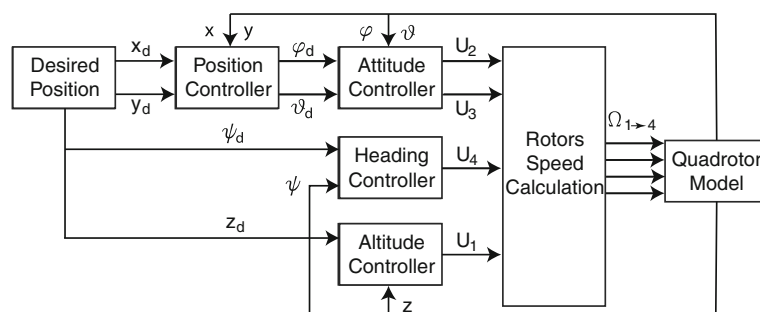 x y
φ ϑ
x_d
φ_d
U_2
Desired
Position
Position
Controller
Attitude
Controller
y_d
ϑ_d
U_3
Ω_1→4
ψ_d
Heading
Controller
U_4
Rotors
Speed
Calculation
Quadrotor
Model
ψ
z_d
Altitude
Controller
U_1
z